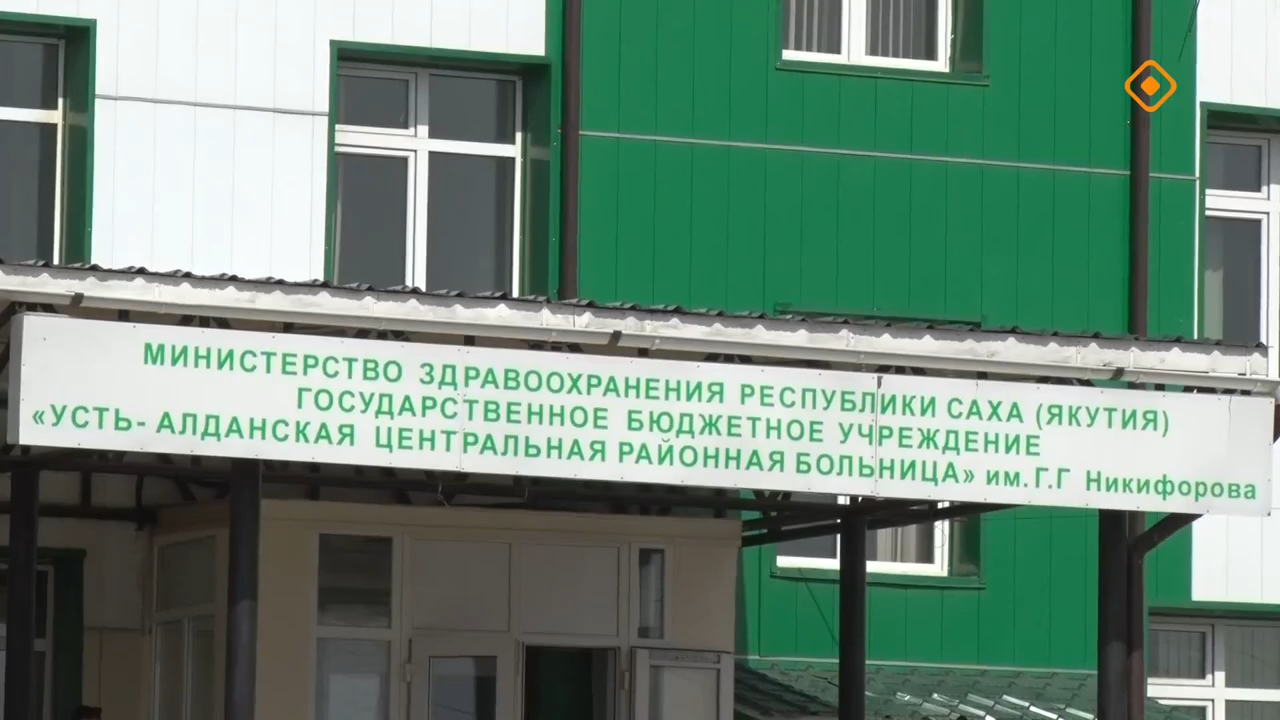 МИНИСТЕРСТВО ЗДРАВООХРАНЕНИЯ РЕСПУБЛИКИ САХА (ЯКУТИЯ)
ГОСУДАРСТВЕННОЕ БЮДЖЕТНОЕ УЧРЕЖДЕНИЕ
«УСТЬ- АЛДАНСКАЯ ЦЕНТРАЛЬНАЯ РАЙОННАЯ БОЛЬНИЦА» им. Г.Г Никифорова